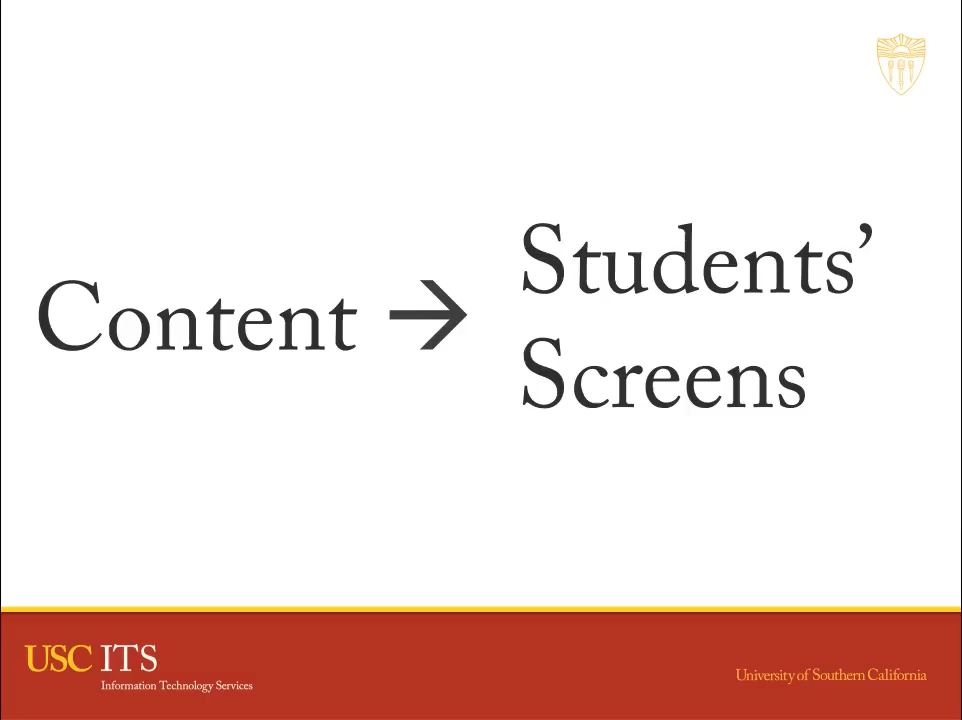 Content → Students’
Screens
USC ITS
Information Technology Services
University of Southern California